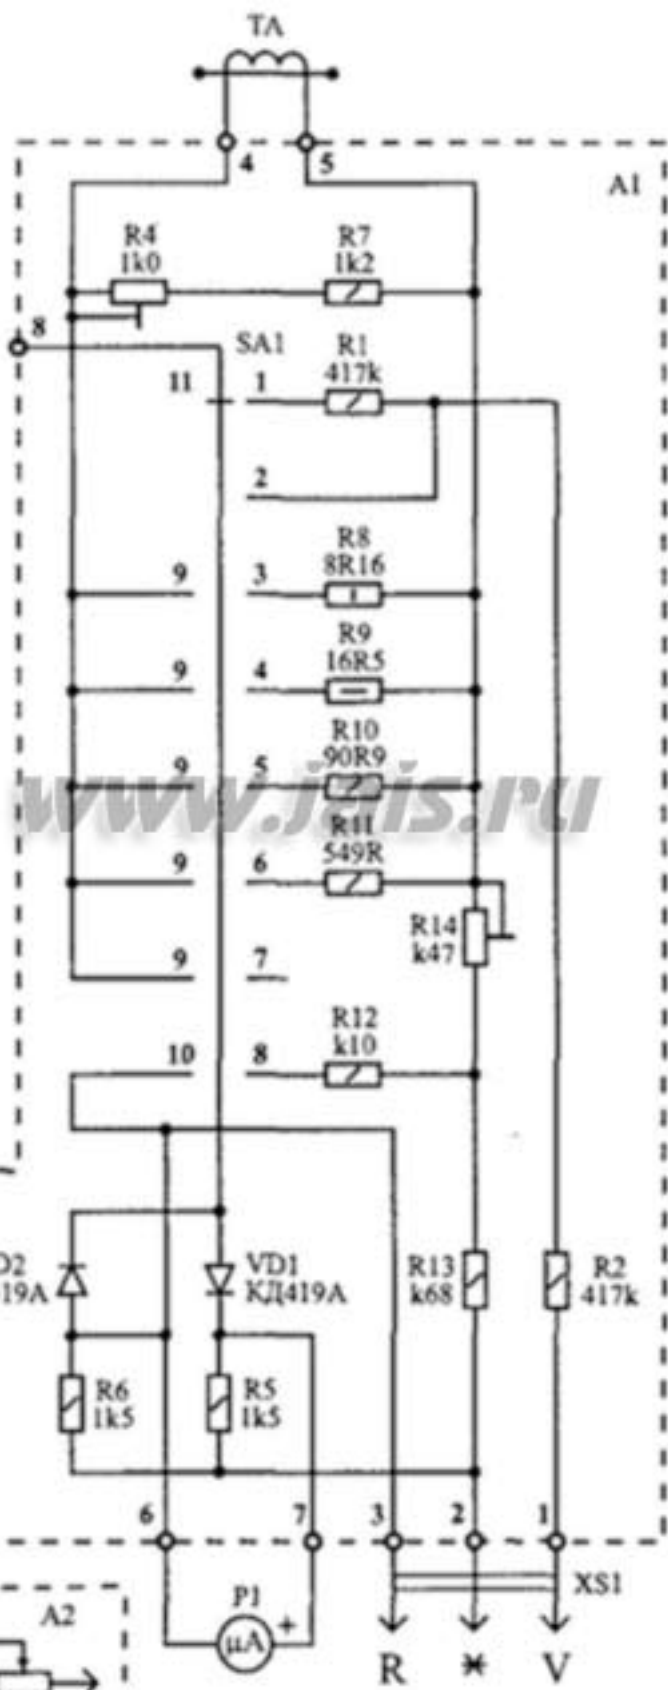 TA
4 5
A1
R4 R7
1k0 1k2
8
SA1 R1
11 1 417k
2
R8
9 3 8R16
R9
9 4 16R5
R10
9 5 90R9
www.jais.ru
R11
9 6 549R
R14
k47
9 7
R12
10 8 k10
D2 VD1 R13 R2
19A КД419А k68 417k
R6 R5
1k5 1k5
6 7 3 2 1
XS1
A2 P1
μA +
R * V